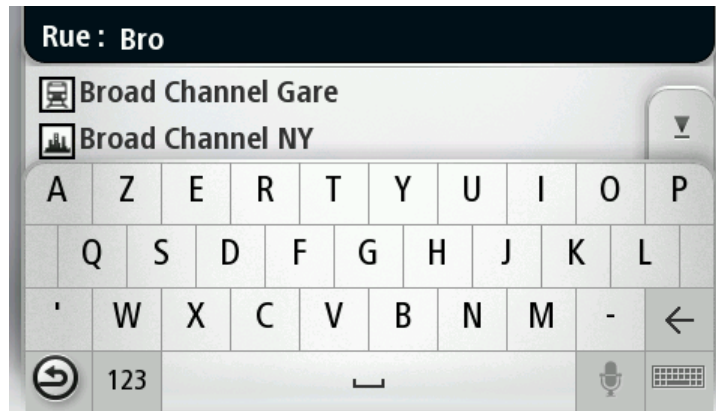 Rue : Bro
Broad Channel Gare
Broad Channel NY
A Z E R T Y U I O P
Q S D F G H J K L
' W X C V B N M -
123